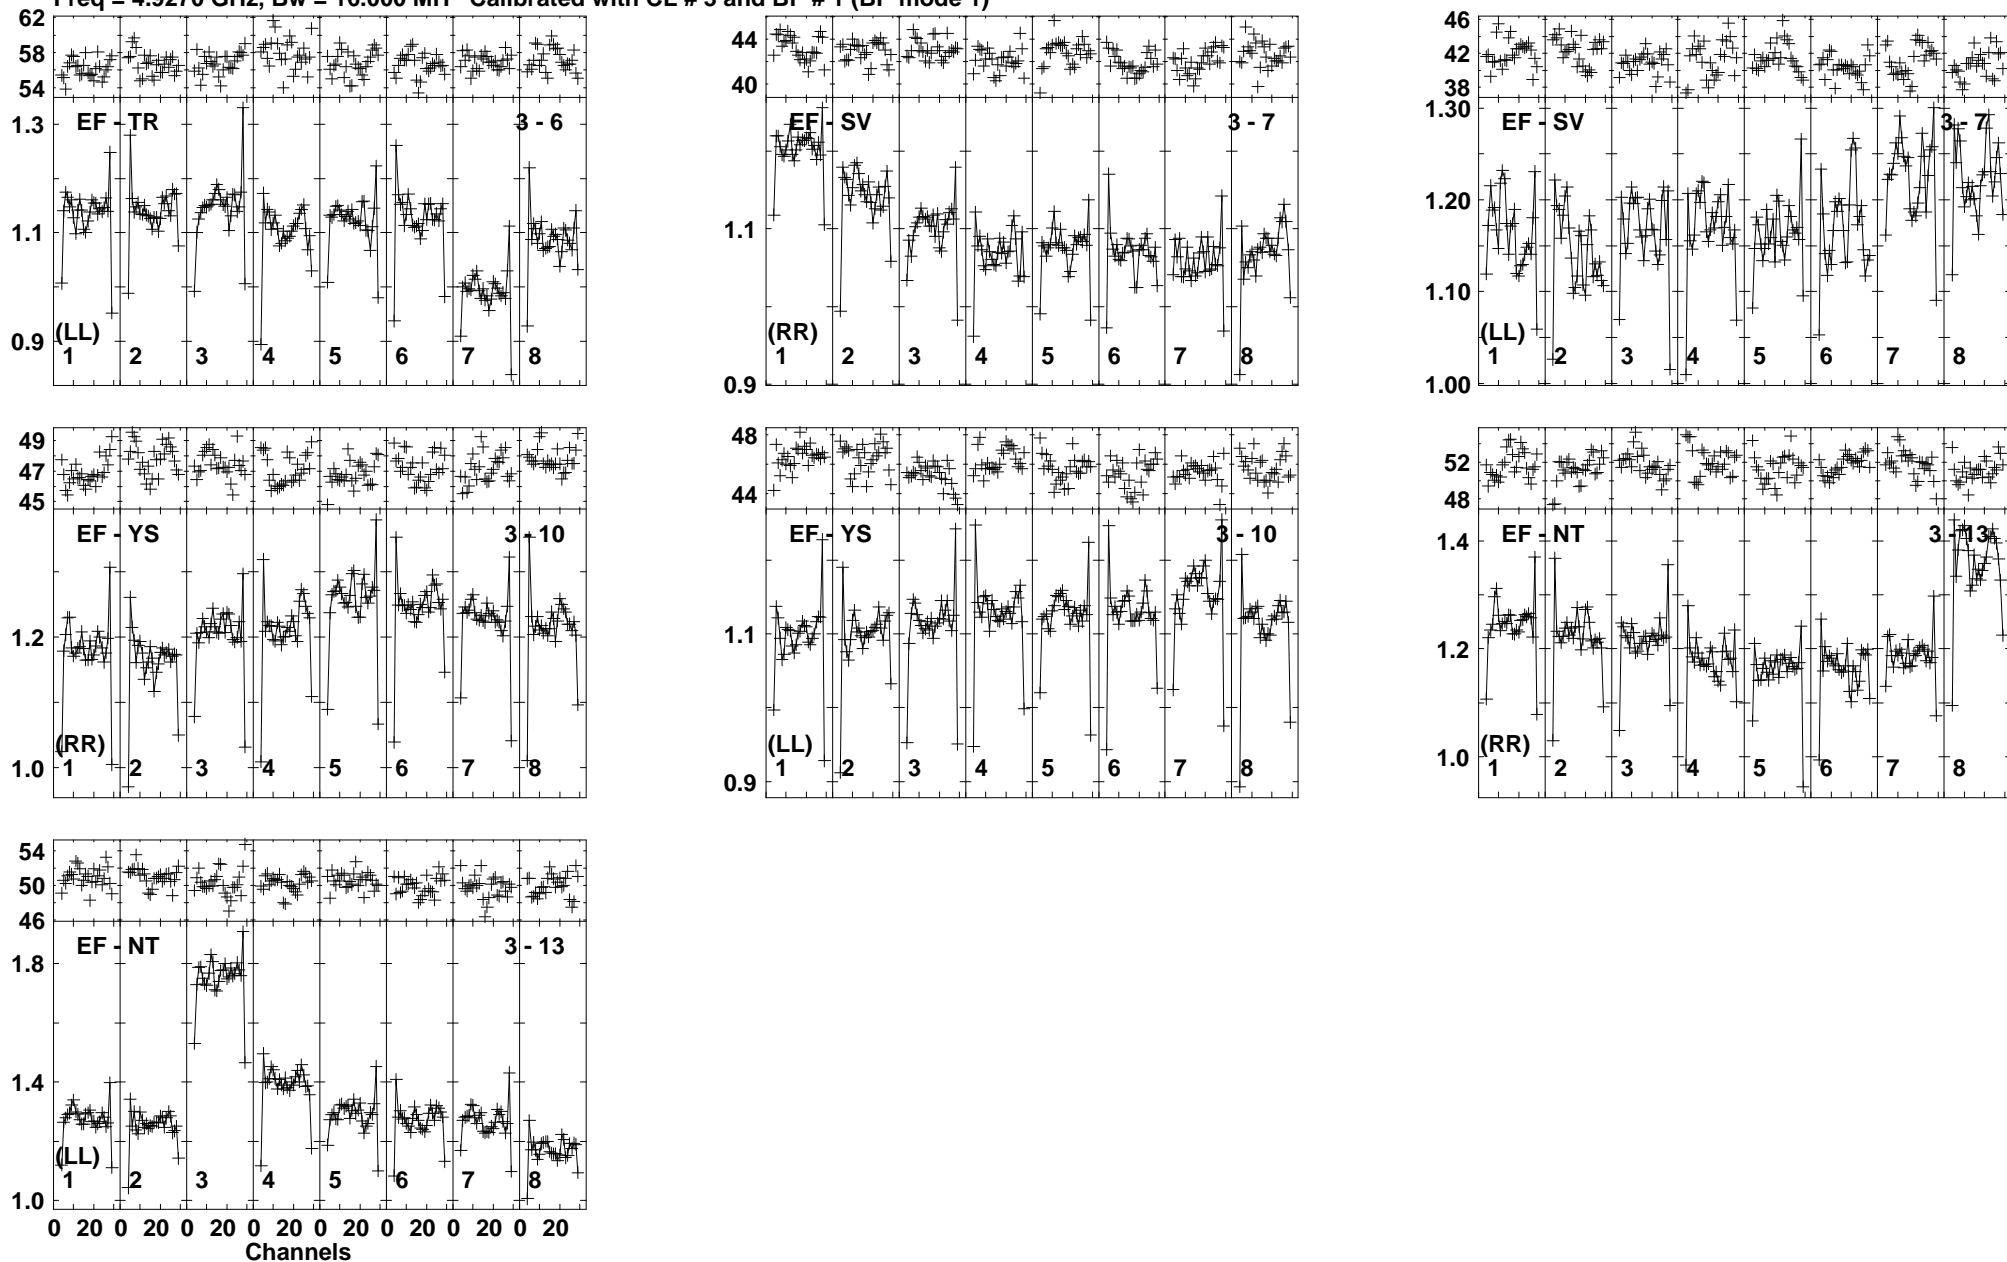 Freq = 4.9270 GHz, Bw = 16.000 MH Calibrated with CL # 3 and BP # 1 (BP mode 1)
62
58
54
44
40
46
42
38
EF - TR 3 - 6
EF - SV 3 - 7
EF - SV 3 - 7
1.3
1.1
0.9
1.1
0.9
1.30
1.20
1.10
1.00
(LL)
1 2 3 4 5 6 7 8
(RR)
1 2 3 4 5 6 7 8
(LL)
1 2 3 4 5 6 7 8
49
47
45
48
44
52
48
EF - YS 3 - 10
EF - YS 3 - 10
EF - NT 3 - 13
1.2
1.0
1.1
0.9
1.4
1.2
1.0
(RR)
1 2 3 4 5 6 7 8
(LL)
1 2 3 4 5 6 7 8
(RR)
1 2 3 4 5 6 7 8
54
50
46
EF - NT 3 - 13
1.8
1.4
1.0
(LL)
1 2 3 4 5 6 7 8
0 20 0 20 0 20 0 20 0 20 0 20 0 20 0 20
Channels